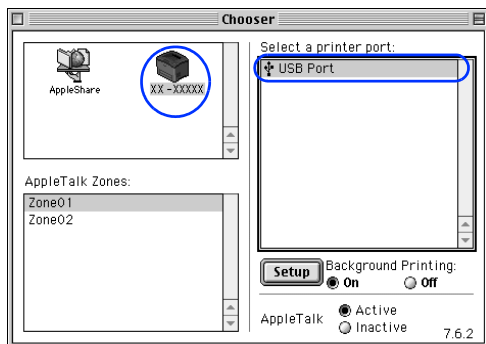 Chooser
AppleShare
XX-XXXXX
AppleTalk Zones:
Zone01
Zone02
Select a printer port:
USB Port
Setup
Background Printing:
On Off
AppleTalk
Active
Inactive
7.6.2